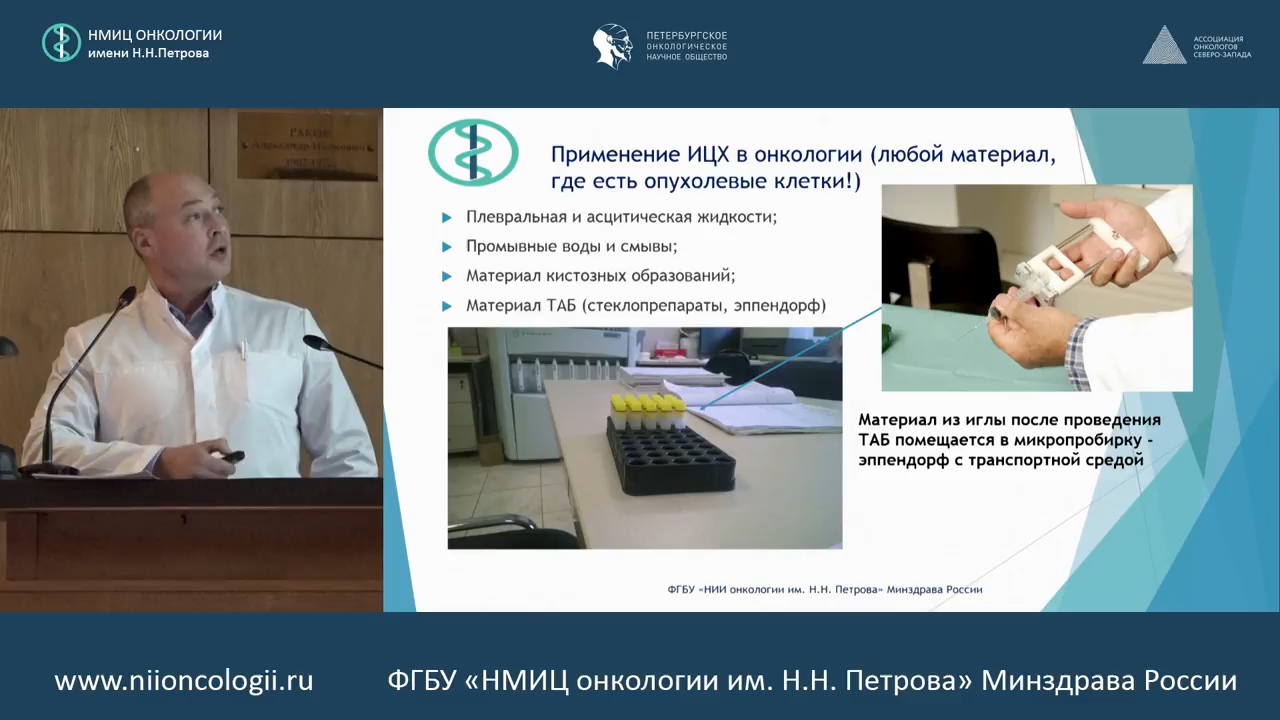 НМИЦ ОНКОЛОГИИ
имени Н.Н.Петрова
ПЕТЕРБУРГСКОЕ
ОНКОЛОГИЧЕСКОЕ
НАУЧНОЕ ОБЩЕСТВО
АССОЦИАЦИЯ
ОНКОЛОГОВ
СЕВЕРО-ЗАПАДА
РАКОВ
Применение ИЦХ в онкологии (любой материал,
где есть опухолевые клетки!)
Плевральная и асцитическая жидкости;
Промывные воды и смывы;
Материал кистозных образований;
Материал ТАБ (стеклопрепараты, эппендорф)
Материал из иглы после проведения
ТАБ помещается в микропробирку -
эппендорф с транспортной средой
ФГБУ «НИИ онкологии им. Н.Н. Петрова» Минздрава России
www.niioncologii.ru
ФГБУ «НМИЦ онкологии им. Н.Н. Петрова» Минздрава России